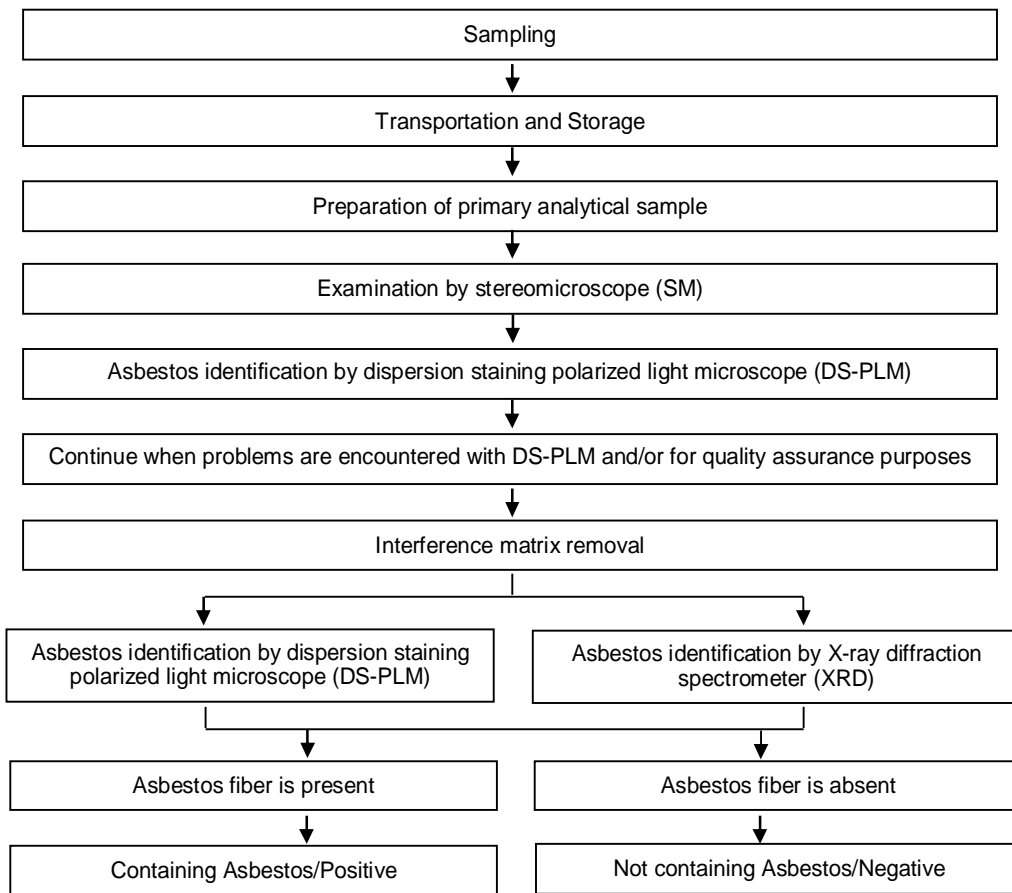 Sampling
Transportation and Storage
Preparation of primary analytical sample
Examination by stereomicroscope (SM)
Asbestos identification by dispersion staining polarized light microscope (DS-PLM)
Continue when problems are encountered with DS-PLM and/or for quality assurance purposes
Interference matrix removal
Asbestos identification by dispersion staining
polarized light microscope (DS-PLM)
Asbestos identification by X-ray diffraction
spectrometer (XRD)
Asbestos fiber is present
Asbestos fiber is absent
Containing Asbestos/Positive
Not containing Asbestos/Negative